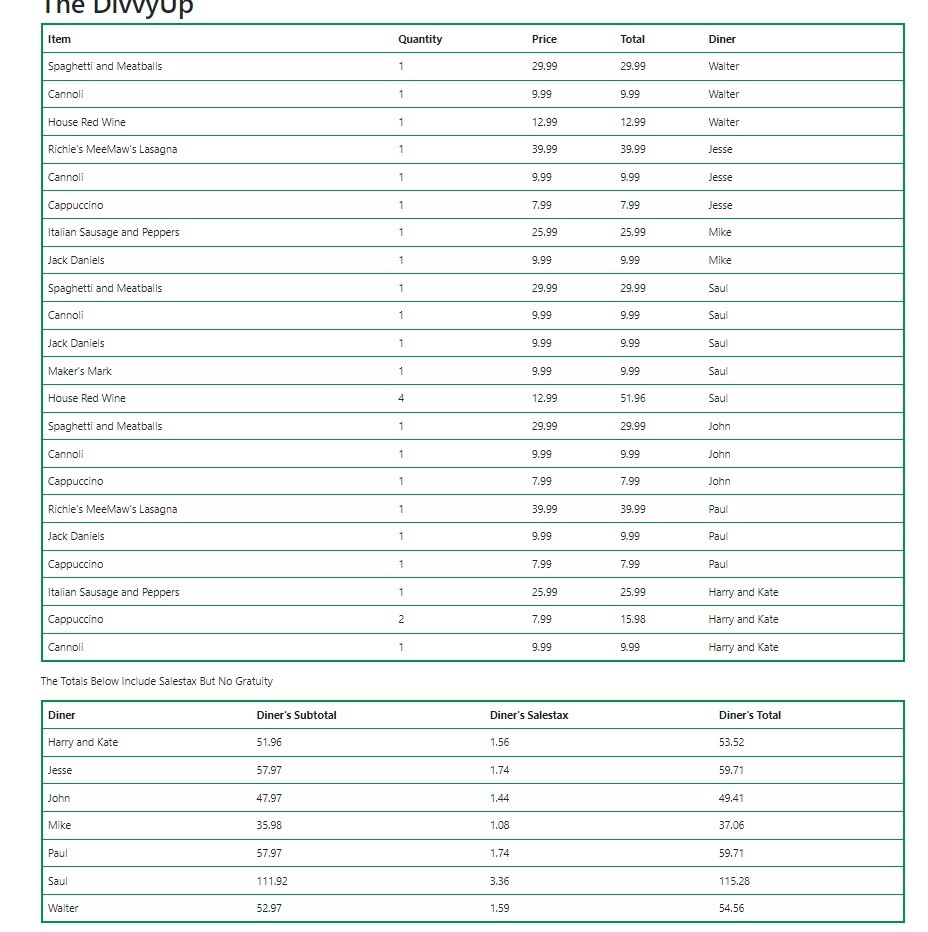 The DivvyUp
Item Quantity Price Total Diner
Spaghetti and Meatballs 1 29.99 29.99 Walter
Cannoli 1 9.99 9.99 Walter
House Red Wine 1 12.99 12.99 Walter
Richie's MeeMaw's Lasagna 1 39.99 39.99 Jesse
Cannoli 1 9.99 9.99 Jesse
Cappuccino 1 7.99 7.99 Jesse
Italian Sausage and Peppers 1 25.99 25.99 Mike
Jack Daniels 1 9.99 9.99 Mike
Spaghetti and Meatballs 1 29.99 29.99 Saul
Cannoli 1 9.99 9.99 Saul
Jack Daniels 1 9.99 9.99 Saul
Maker's Mark 1 9.99 9.99 Saul
House Red Wine 4 12.99 51.96 Saul
Spaghetti and Meatballs 1 29.99 29.99 John
Cannoli 1 9.99 9.99 John
Cappuccino 1 7.99 7.99 John
Richie's MeeMaw's Lasagna 1 39.99 39.99 Paul
Jack Daniels 1 9.99 9.99 Paul
Cappuccino 1 7.99 7.99 Paul
Italian Sausage and Peppers 1 25.99 25.99 Harry and Kate
Cappuccino 2 7.99 15.98 Harry and Kate
Cannoli 1 9.99 9.99 Harry and Kate
The Totals Below Include Salestax But No Gratuity
Diner Diner's Subtotal Diner's Salestax Diner's Total
Harry and Kate 51.96 1.56 53.52
Jesse 57.97 1.74 59.71
John 47.97 1.44 49.41
Mike 35.98 1.08 37.06
Paul 57.97 1.74 59.71
Saul 111.92 3.36 115.28
Walter 52.97 1.59 54.56